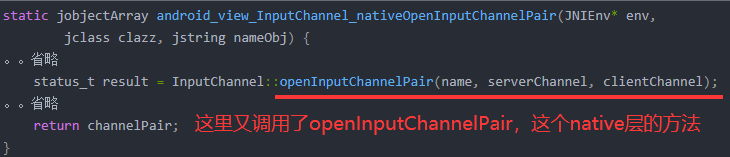 static jobjectArray android_view_InputChannel_nativeOpenInputChannelPair(JNIEnv* env,
        jclass clazz, jstring nameObj) {
。。省略
    status_t result = InputChannel::openInputChannelPair(name, serverChannel, clientChannel);
。。省略
    return channelPair; 这里又调用了openInputChannelPair，这个native层的方法
}